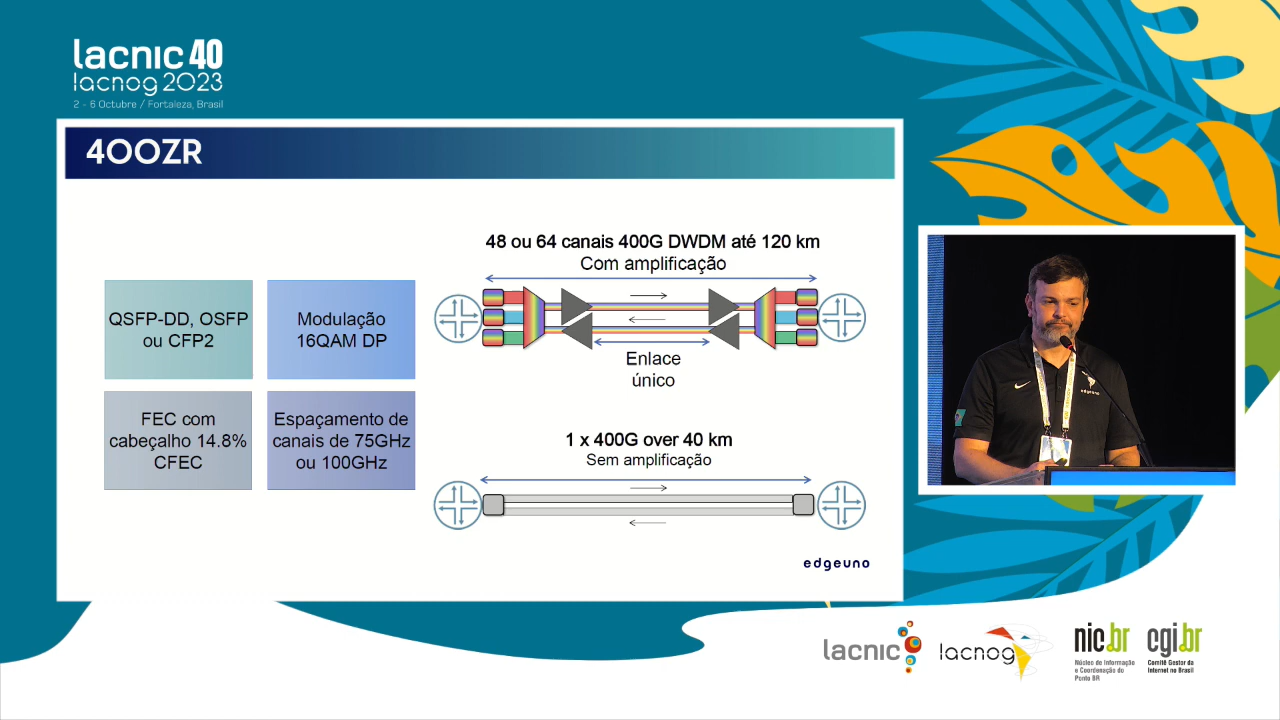 lacnic 40
lacnog 2023
2 - 6 Octubre / Fortaleza, Brasil
400ZR
QSFP-DD, OSFP
ou CFP2
Modulação
16QAM DP
FEC com
cabeçalho 14.8%
CFEC
Espaçamento de
canais de 75GHz
ou 100GHz
48 ou 64 canais 400G DWDM até 120 km
Com amplificação
Enlace
único
1 x 400G over 40 km
Sem amplificação
edgeuno
lacnic
lacnog
nic.br
Núcleo de Informação
e Coordenação do
Ponto BR
cgi.br
Comitê Gestor da
Internet no Brasil